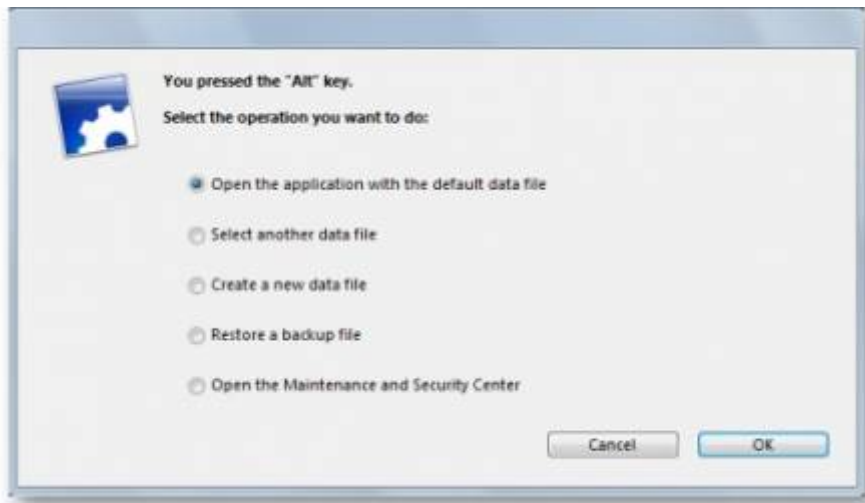 You pressed the "Alt" key.
Select the operation you want to do:
Open the application with the default data file
Select another data file
Create a new data file
Restore a backup file
Open the Maintenance and Security Center
Cancel
OK